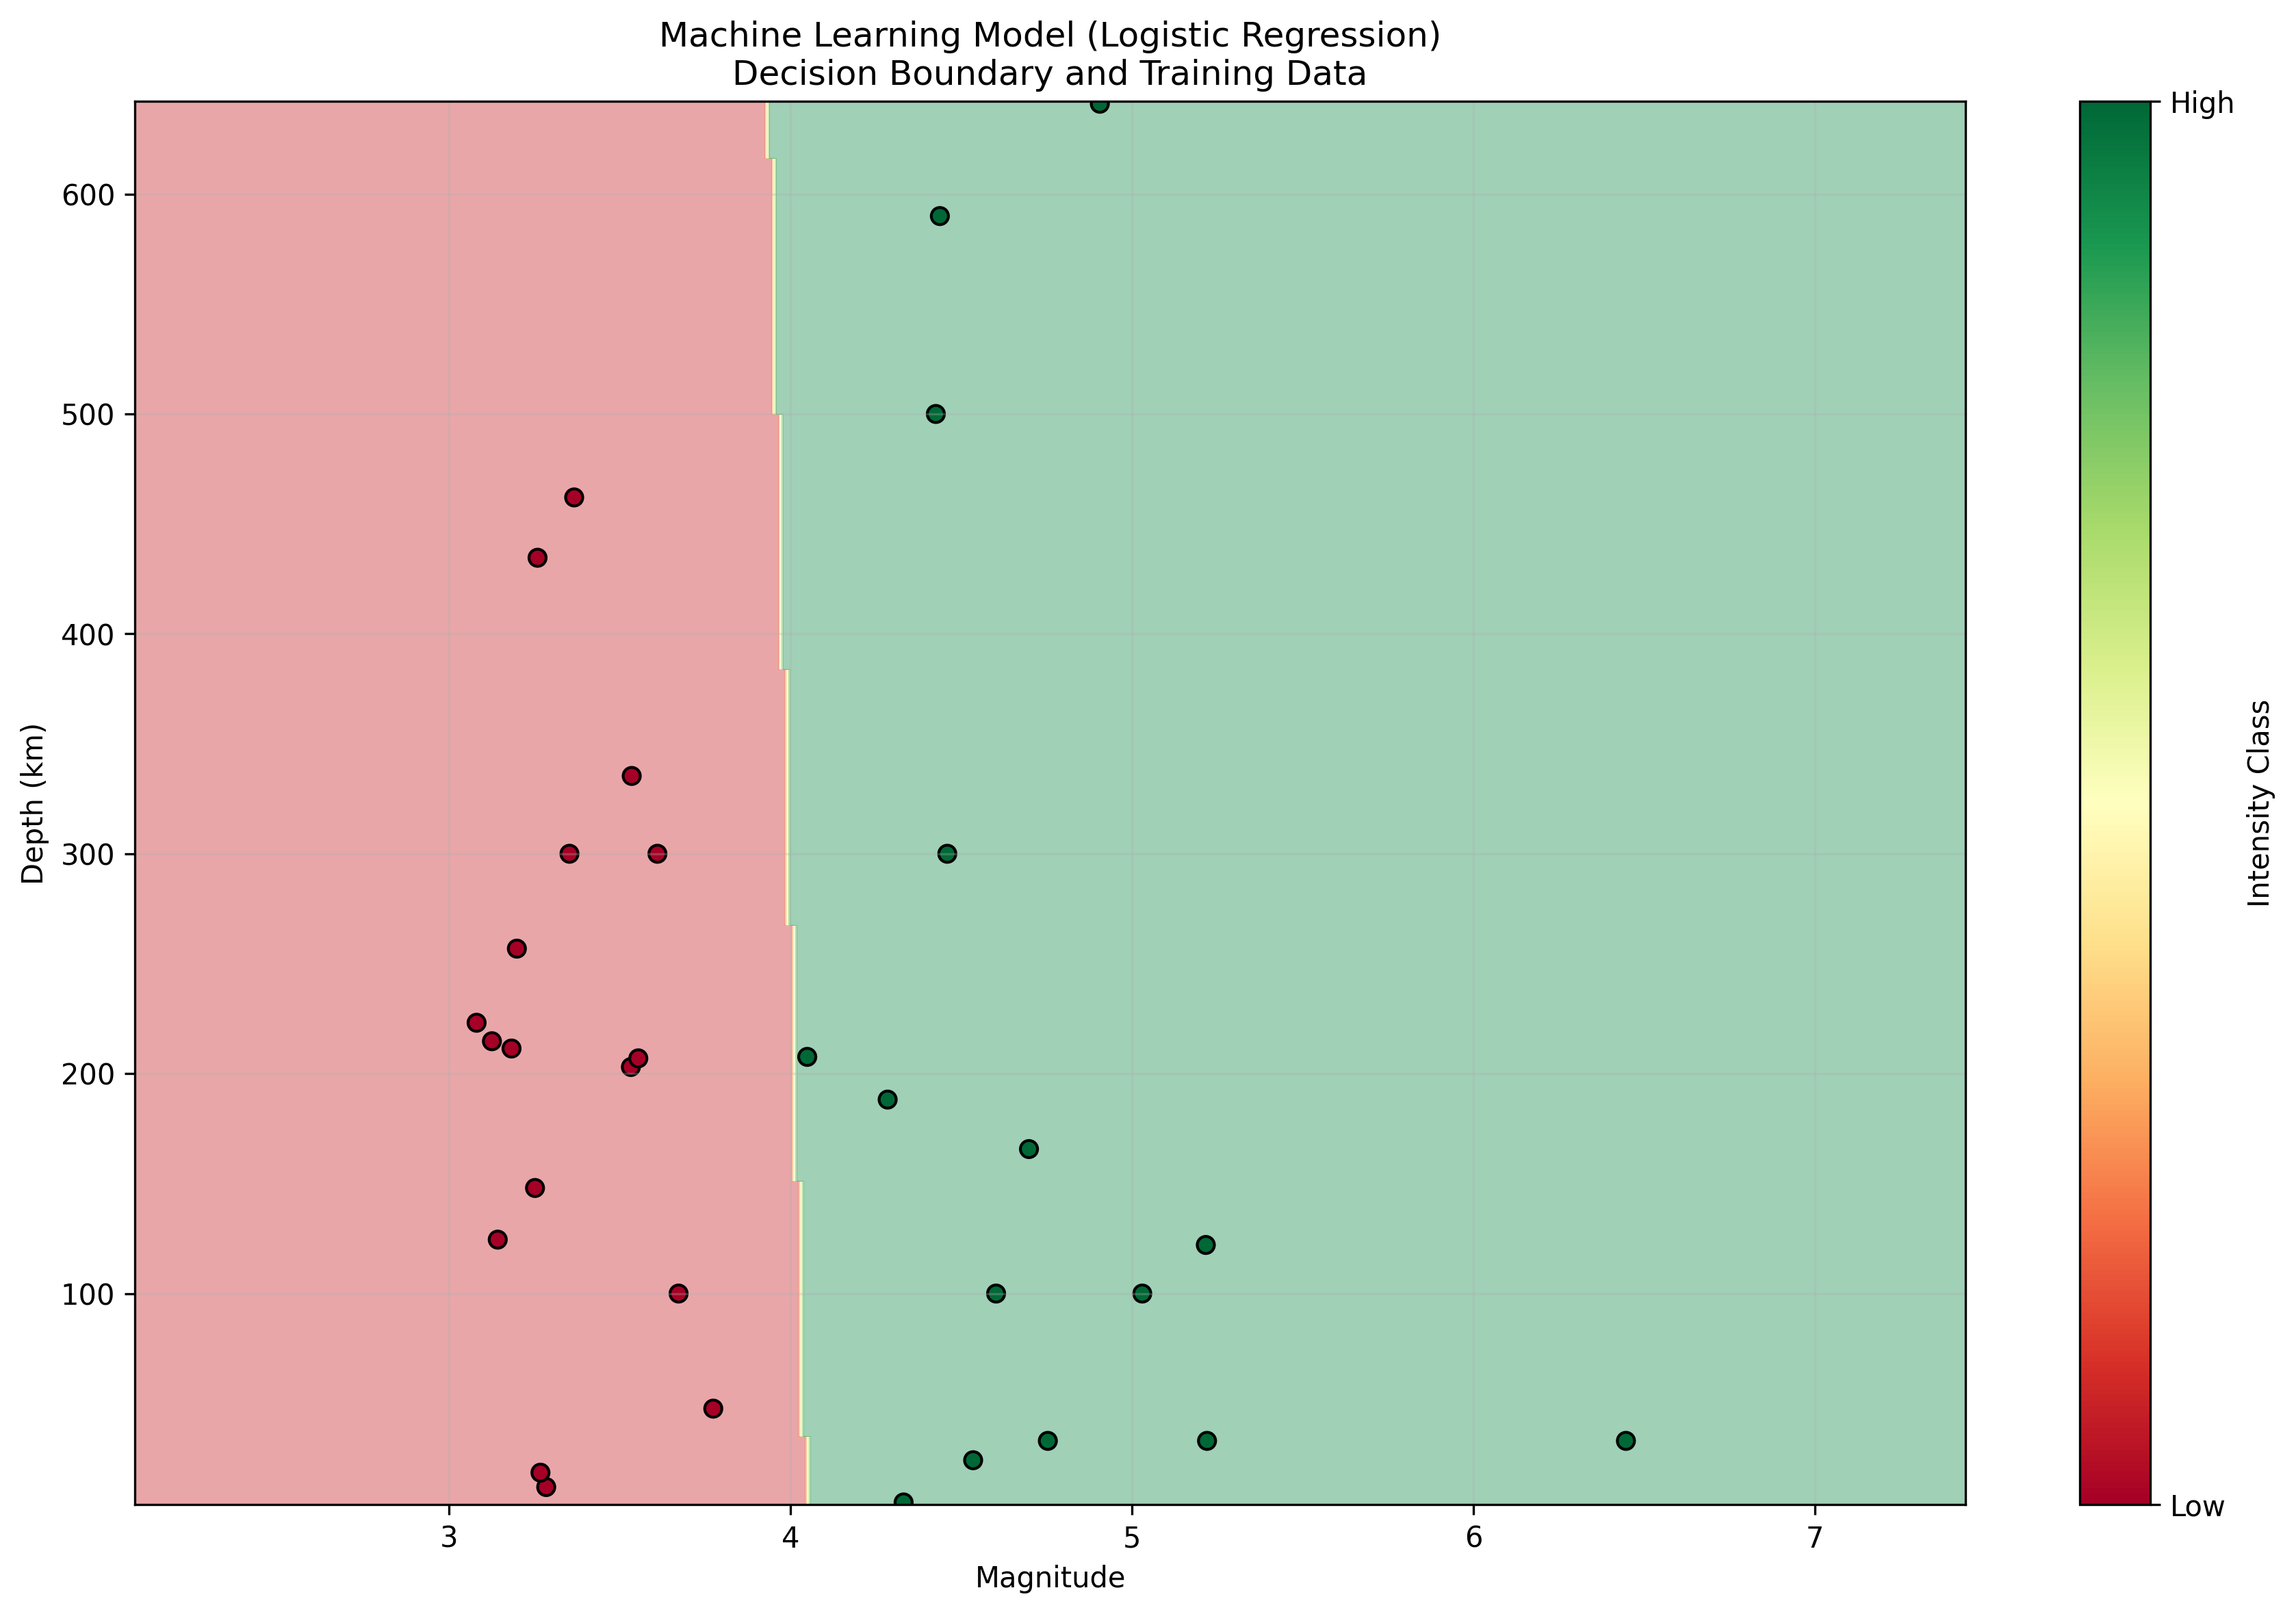 Machine Learning Model (Logistic Regression)
Decision Boundary and Training Data
High
600
500
400
300
200
100
Depth (km)
Intensity Class
Low
3
4
5
6
7
Magnitude